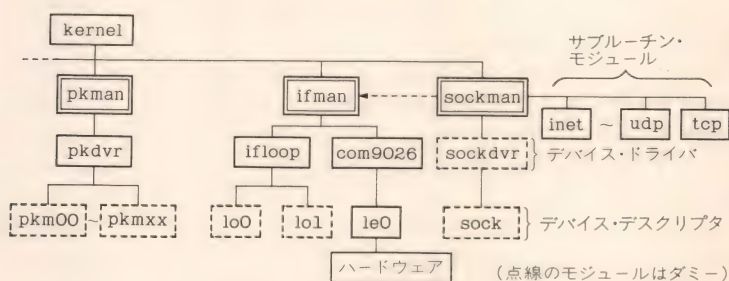 kernel
サブルーチン・
モジュール
pkman
ifman
sockman
inet ～ udp tcp
pkdvr
ifloop
com9026
sockdvr
デバイス・ドライバ
pkm00 ～ pkmxx
lo0
lo1
le0
sock
デバイス・デスクリプタ
ハードウェア
(点線のモジュールはダミー)